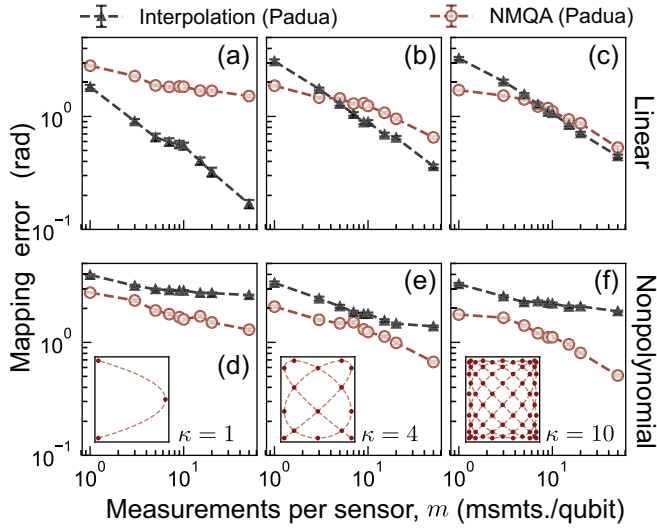 Interpolation (Padua) NMQA (Padua)
(a) (b) (c)
10^0
10^{-1}
Linear
Mapping error (rad)
(d) (e) (f)
10^0
10^{-1}
κ = 1 κ = 4 κ = 10
Nonpolynomial
10^0 10^1 10^0 10^1 10^0 10^1
Measurements per sensor, m (msmts./qubit)